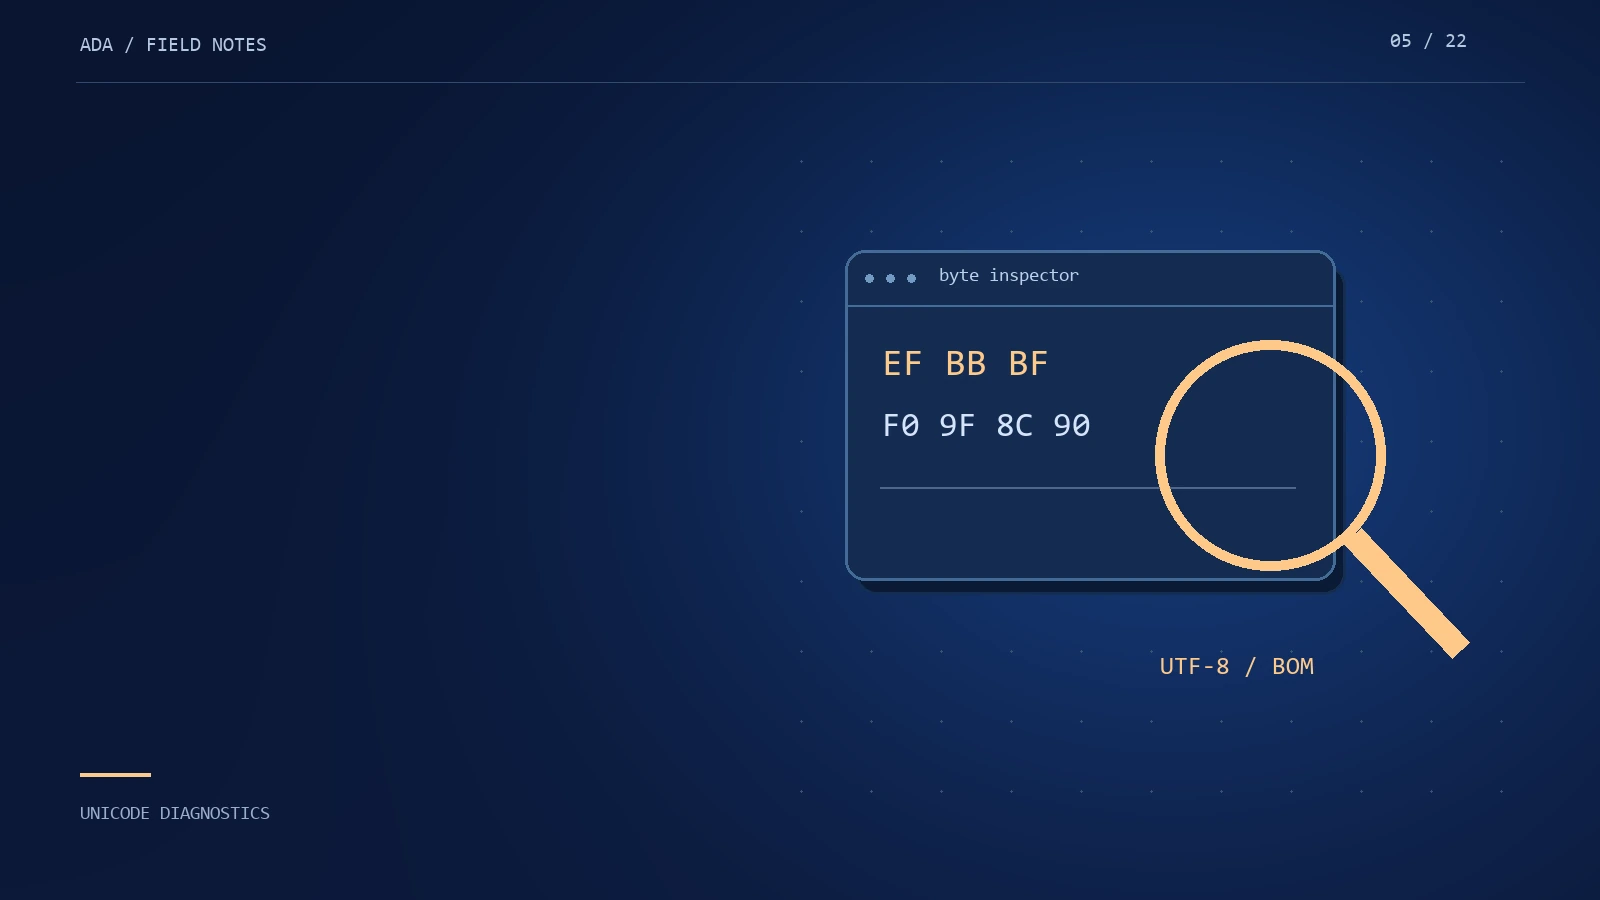 ADA / FIELD NOTES
05 / 22
byte inspector
EF BB BF
F0 9F 8C 90
UTF-8 / BOM
UNICODE DIAGNOSTICS